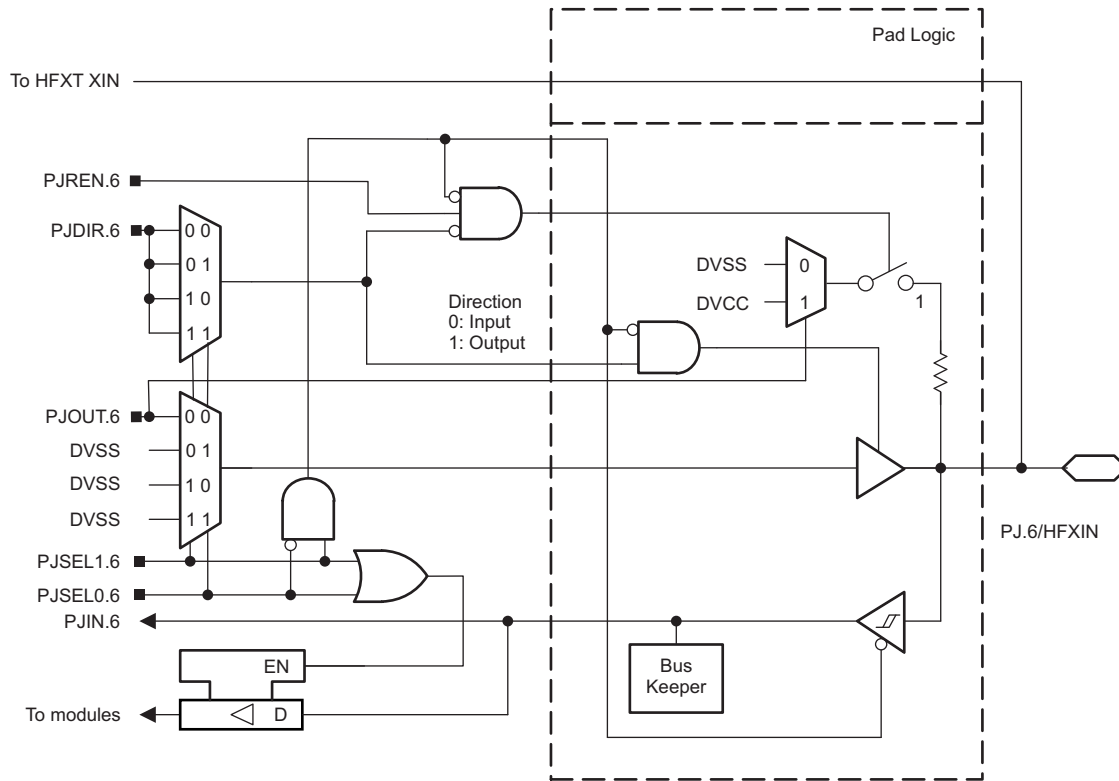 Pad Logic
To HFXT XIN
PJREN.6
PJDIR.6
0 0
0 1
1 0
1 1
DVSS
0
DVCC
1
1
Direction
0: Input
1: Output
PJOUT.6
0 0
DVSS
0 1
DVSS
1 0
DVSS
1 1
PJ.6/HFXIN
PJSEL1.6
PJSEL0.6
PJIN.6
EN
Bus
Keeper
To modules
D